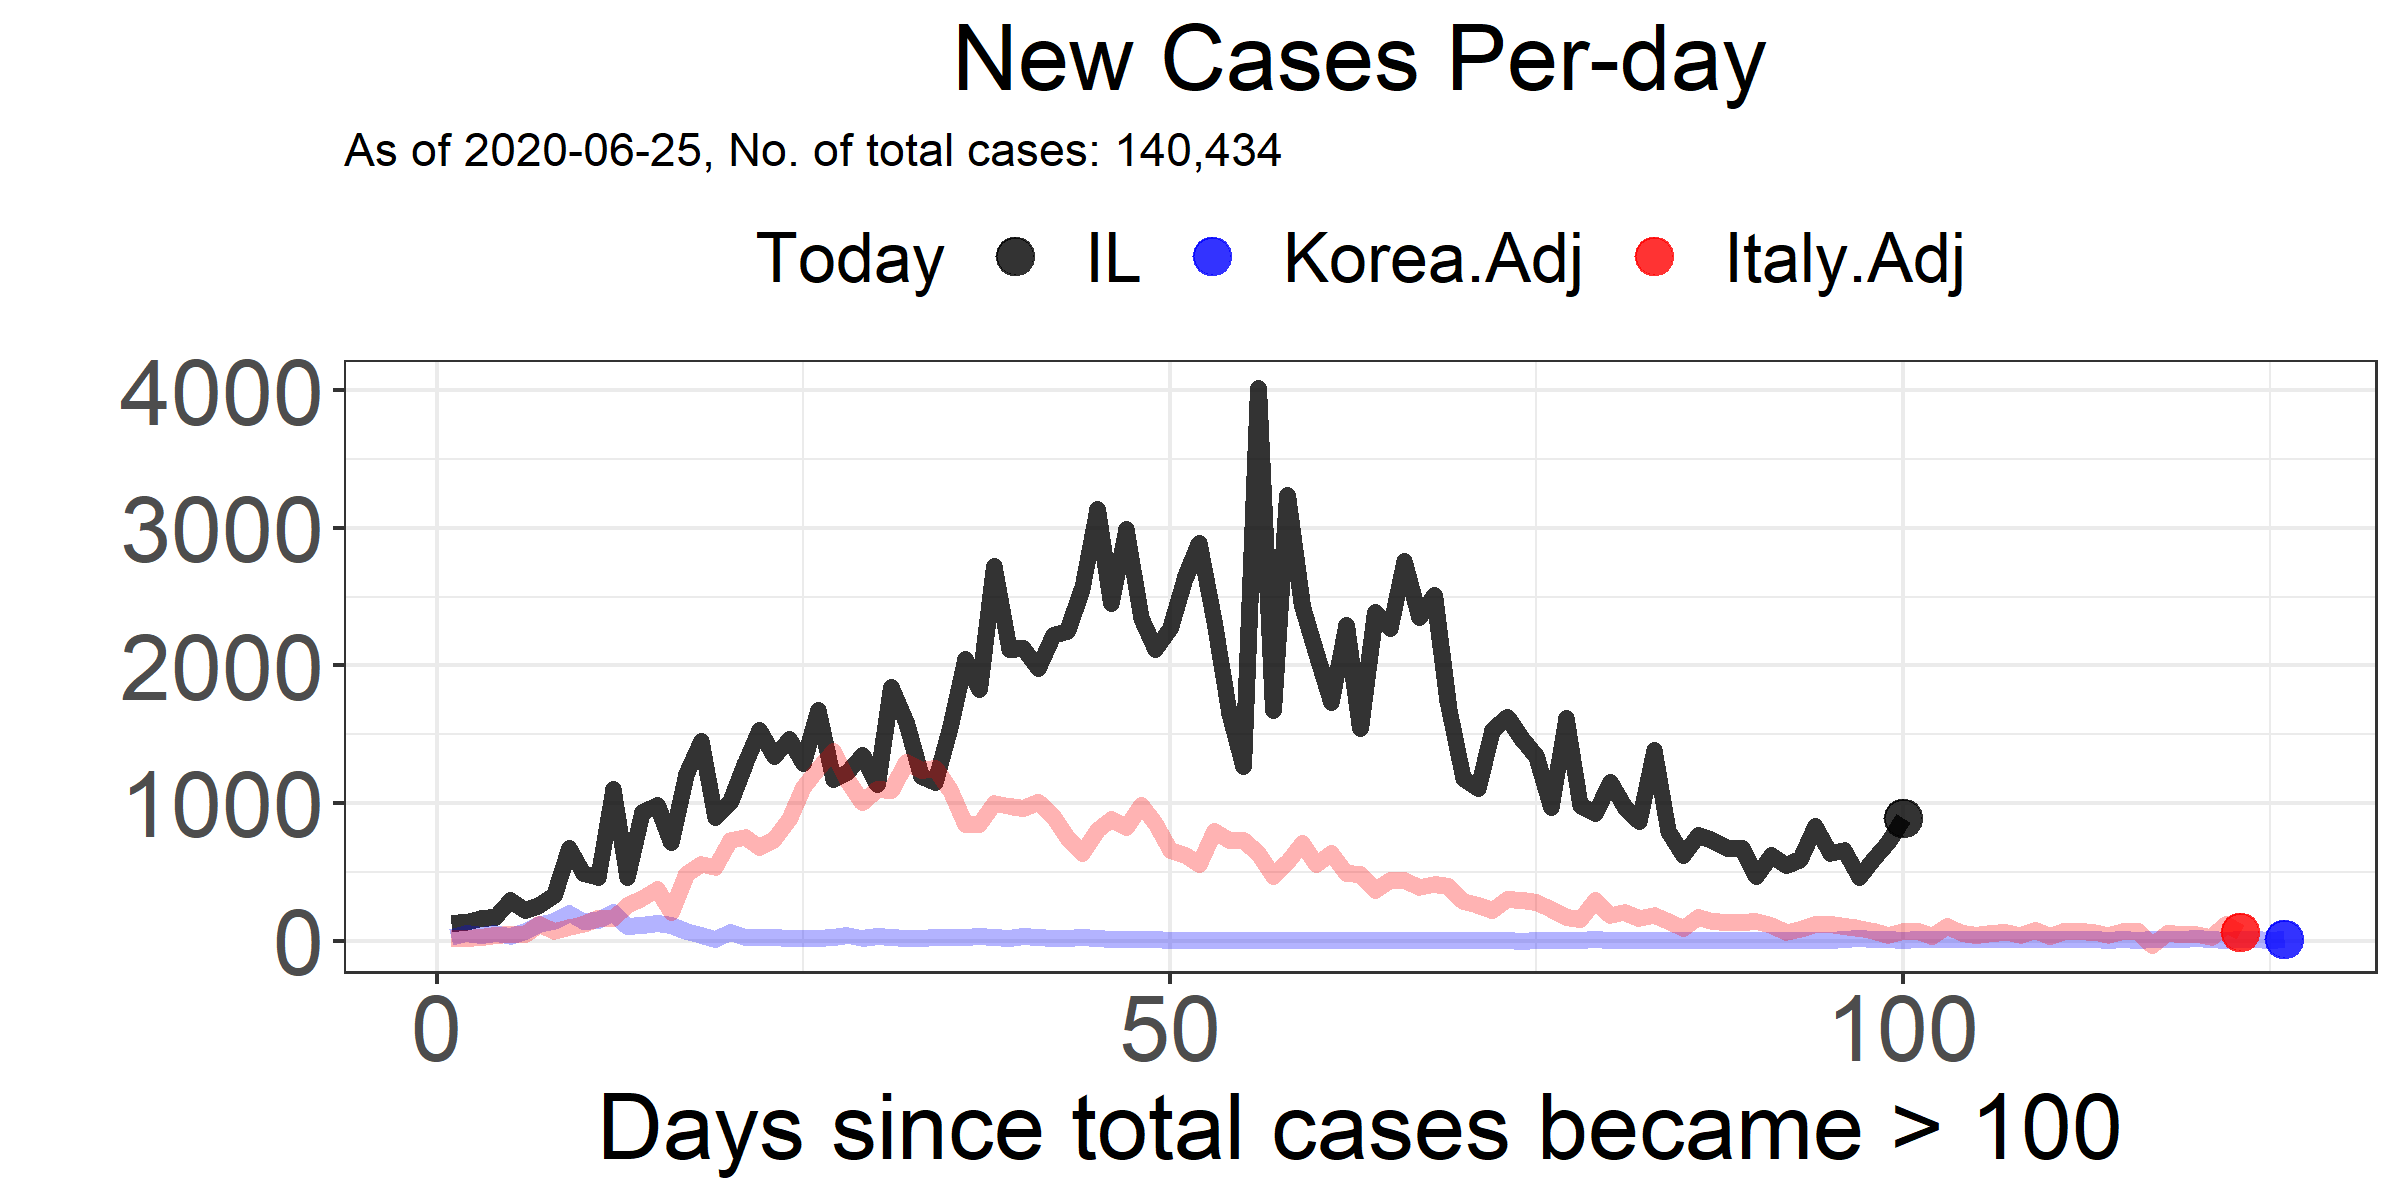 New Cases Per-day
As of 2020-06-25, No. of total cases: 140,434
Today IL Korea.Adj Italy.Adj
4000
3000
2000
1000
0
0 50 100
Days since total cases became > 100